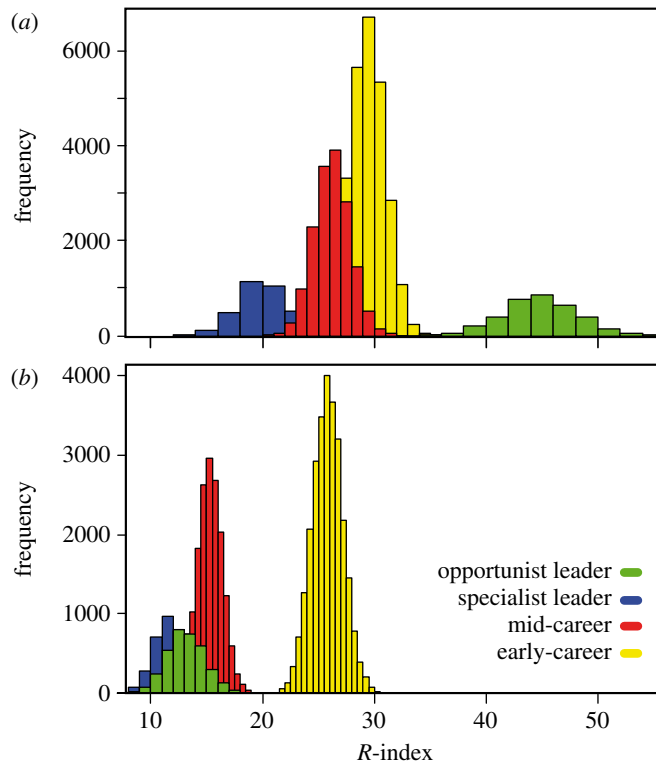 (a)
6000
4000
2000
0
frequency
(b)
4000
3000
2000
1000
0
frequency
opportunist leader
specialist leader
mid-career
early-career
10 20 30 40 50
R-index